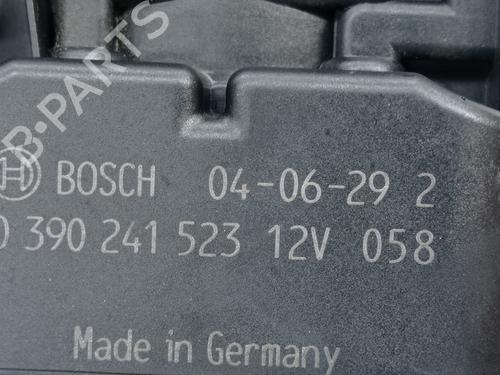 BOSCH 04-06-29 2
0 390 241 523 12V 058
Made in Germany
B-PARTS